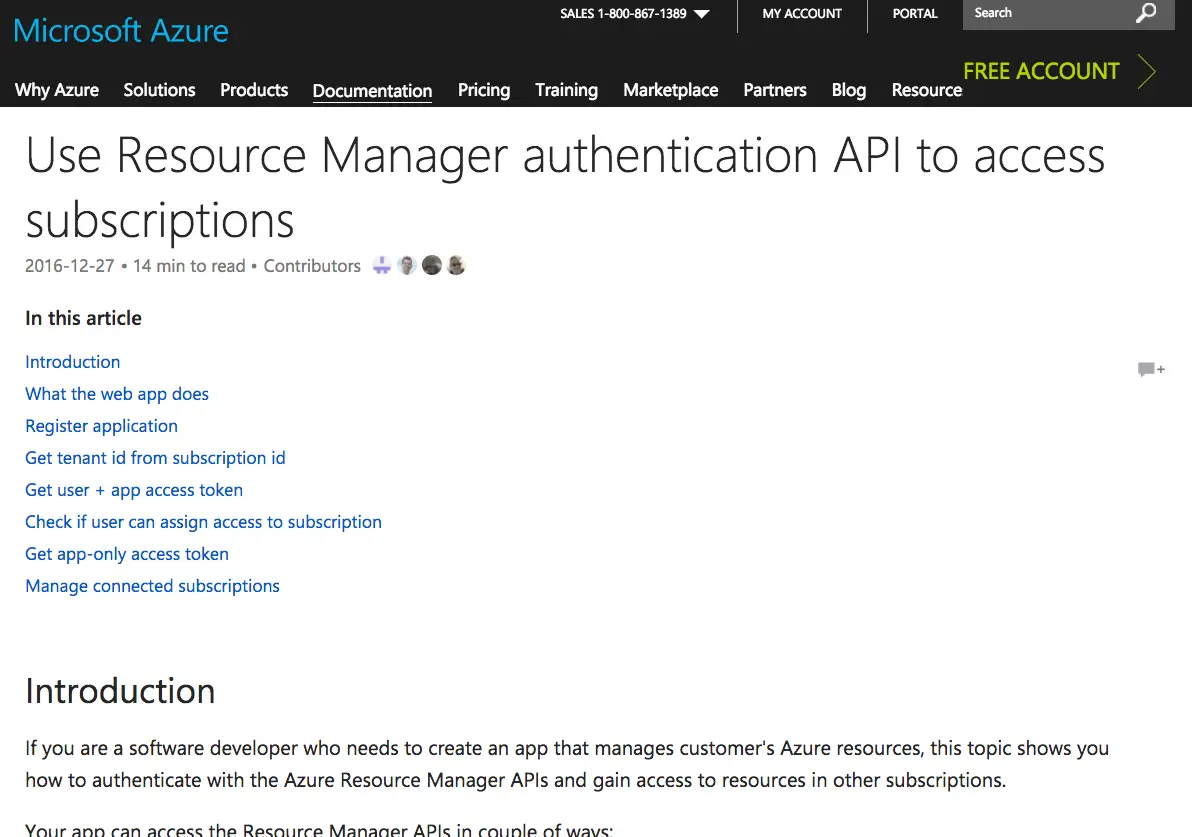 SALES 1-800-867-1389
MY ACCOUNT
PORTAL
Search
Microsoft Azure
FREE ACCOUNT
Why Azure Solutions Products Documentation Pricing Training Marketplace Partners Blog Resource
Use Resource Manager authentication API to access
subscriptions
2016-12-27 • 14 min to read • Contributors
In this article
Introduction
What the web app does
Register application
Get tenant id from subscription id
Get user + app access token
Check if user can assign access to subscription
Get app-only access token
Manage connected subscriptions
Introduction
If you are a software developer who needs to create an app that manages customer's Azure resources, this topic shows you
how to authenticate with the Azure Resource Manager APIs and gain access to resources in other subscriptions.
Your app can access the Resource Manager APIs in couple of ways: